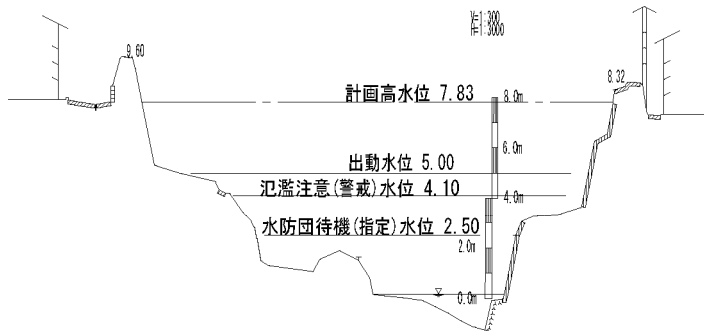 V=1:300
H=1:3000
9.60
8.32
計画高水位 7.83
8.0m
6.0m
出動水位 5.00
氾濫注意(警戒)水位 4.10
4.0m
水防団待機(指定)水位 2.50
2.0m
0.0m